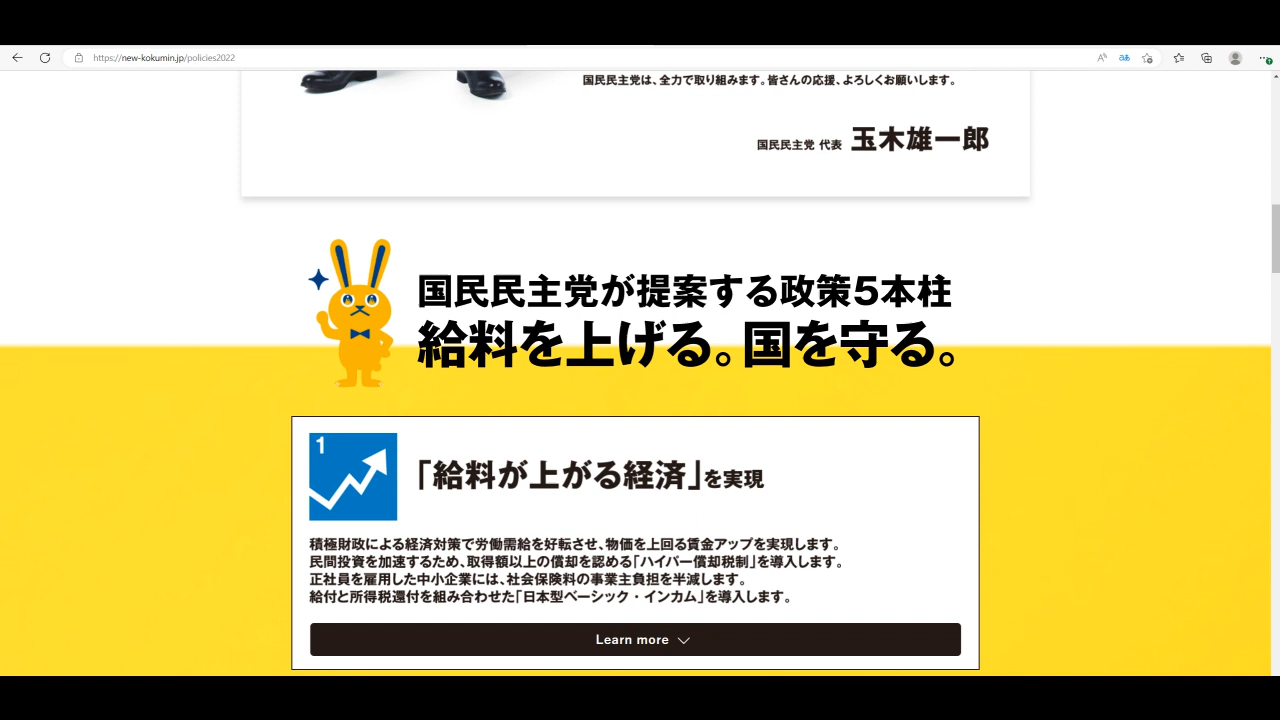 https://new-kokumin.jp/policies2022
国民民主党は、全力で取り組みます。皆さんの応援、よろしくお願いします。
国民民主党 代表 玉木雄一郎
国民民主党が提案する政策5本柱
給料を上げる。国を守る。
1
「給料が上がる経済」を実現
積極財政による経済対策で労働需給を好転させ、物価を上回る賃金アップを実現します。
民間投資を加速するため、取得額以上の償却を認める「ハイパー償却税制」を導入します。
正社員を雇用した中小企業には、社会保険料の事業主負担を半減します。
給付と所得税還付を組み合わせた「日本型ベーシック・インカム」を導入します。
Learn more